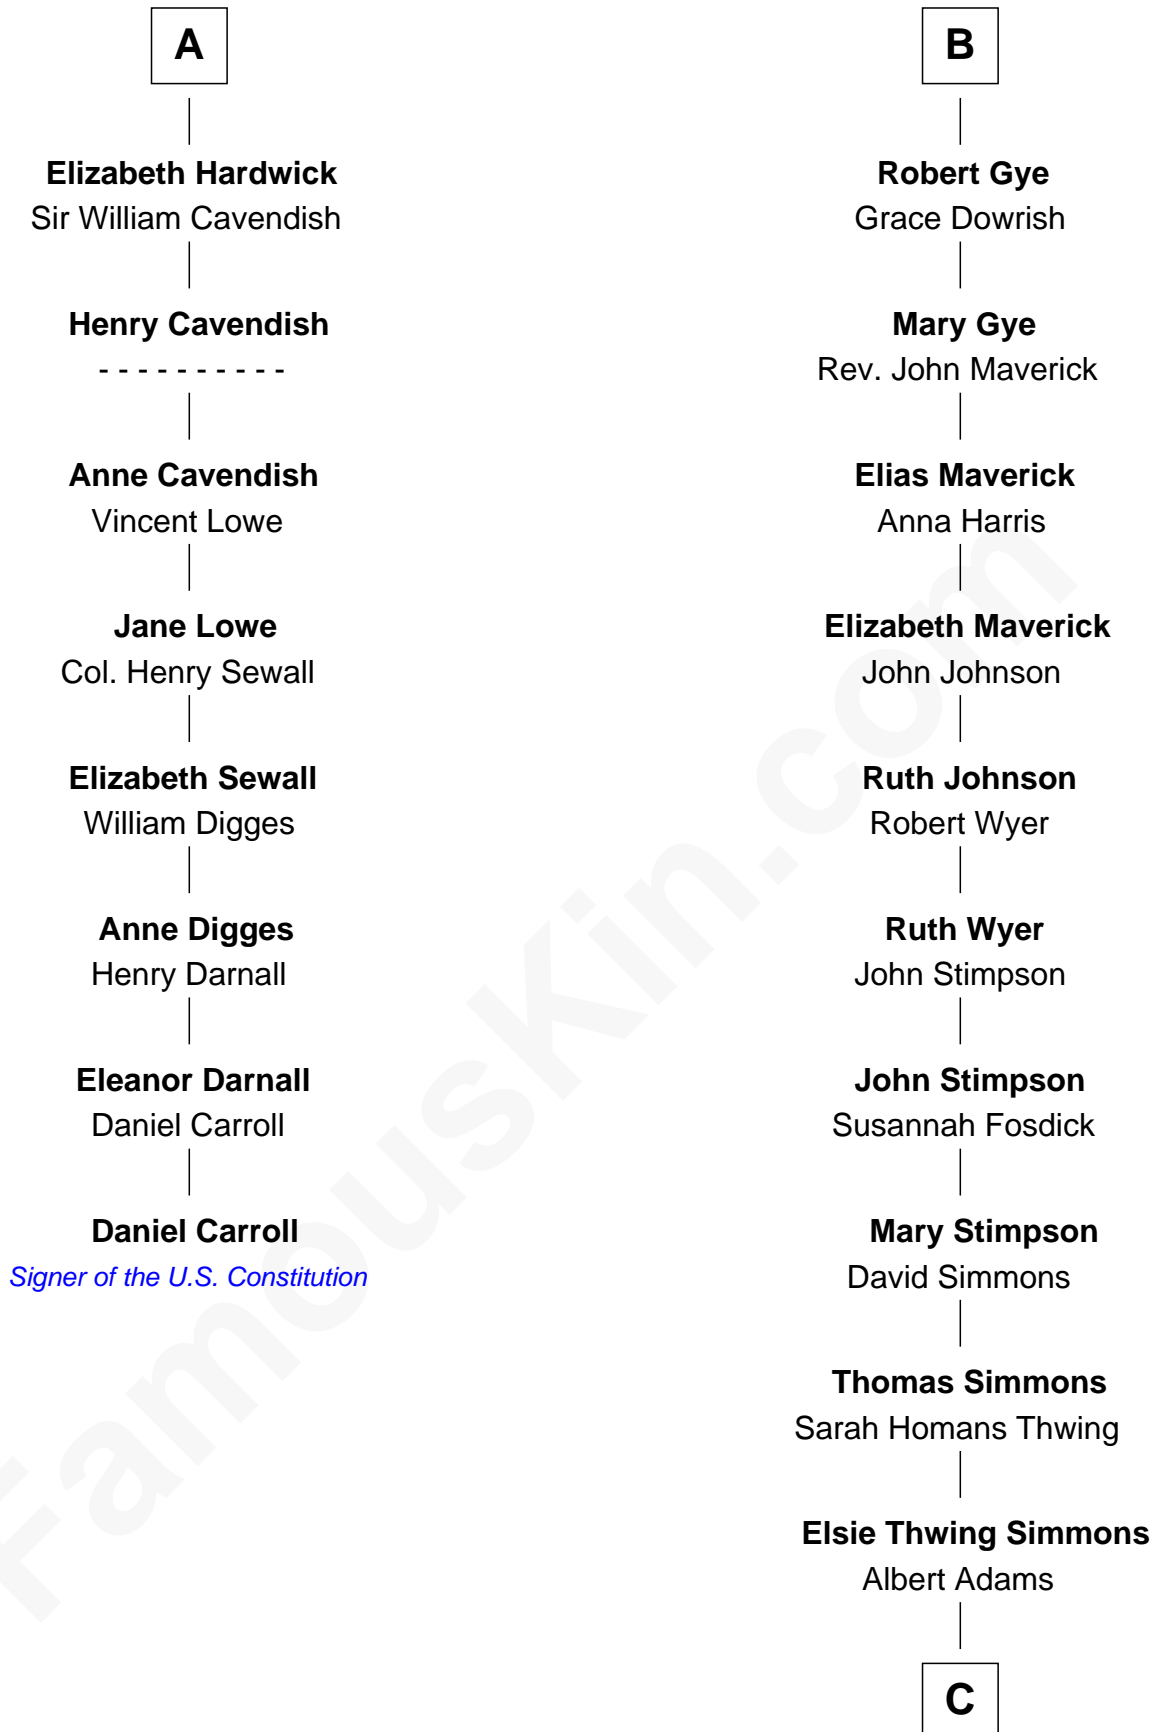 A
Elizabeth Hardwick
Sir William Cavendish
Henry Cavendish
- - - - - - - - - -
Anne Cavendish
Vincent Lowe
Jane Lowe
Col. Henry Sewall
Elizabeth Sewall
William Digges
Anne Digges
Henry Darnall
Eleanor Darnall
Daniel Carroll
Daniel Carroll
Signer of the U.S. Constitution
B
Robert Gye
Grace Dowrish
Mary Gye
Rev. John Maverick
Elias Maverick
Anna Harris
Elizabeth Maverick
John Johnson
Ruth Johnson
Robert Wyer
Ruth Wyer
John Stimpson
John Stimpson
Susannah Fosdick
Mary Stimpson
David Simmons
Thomas Simmons
Sarah Homans Thwing
Elsie Thwing Simmons
Albert Adams
C
FamousKin.com